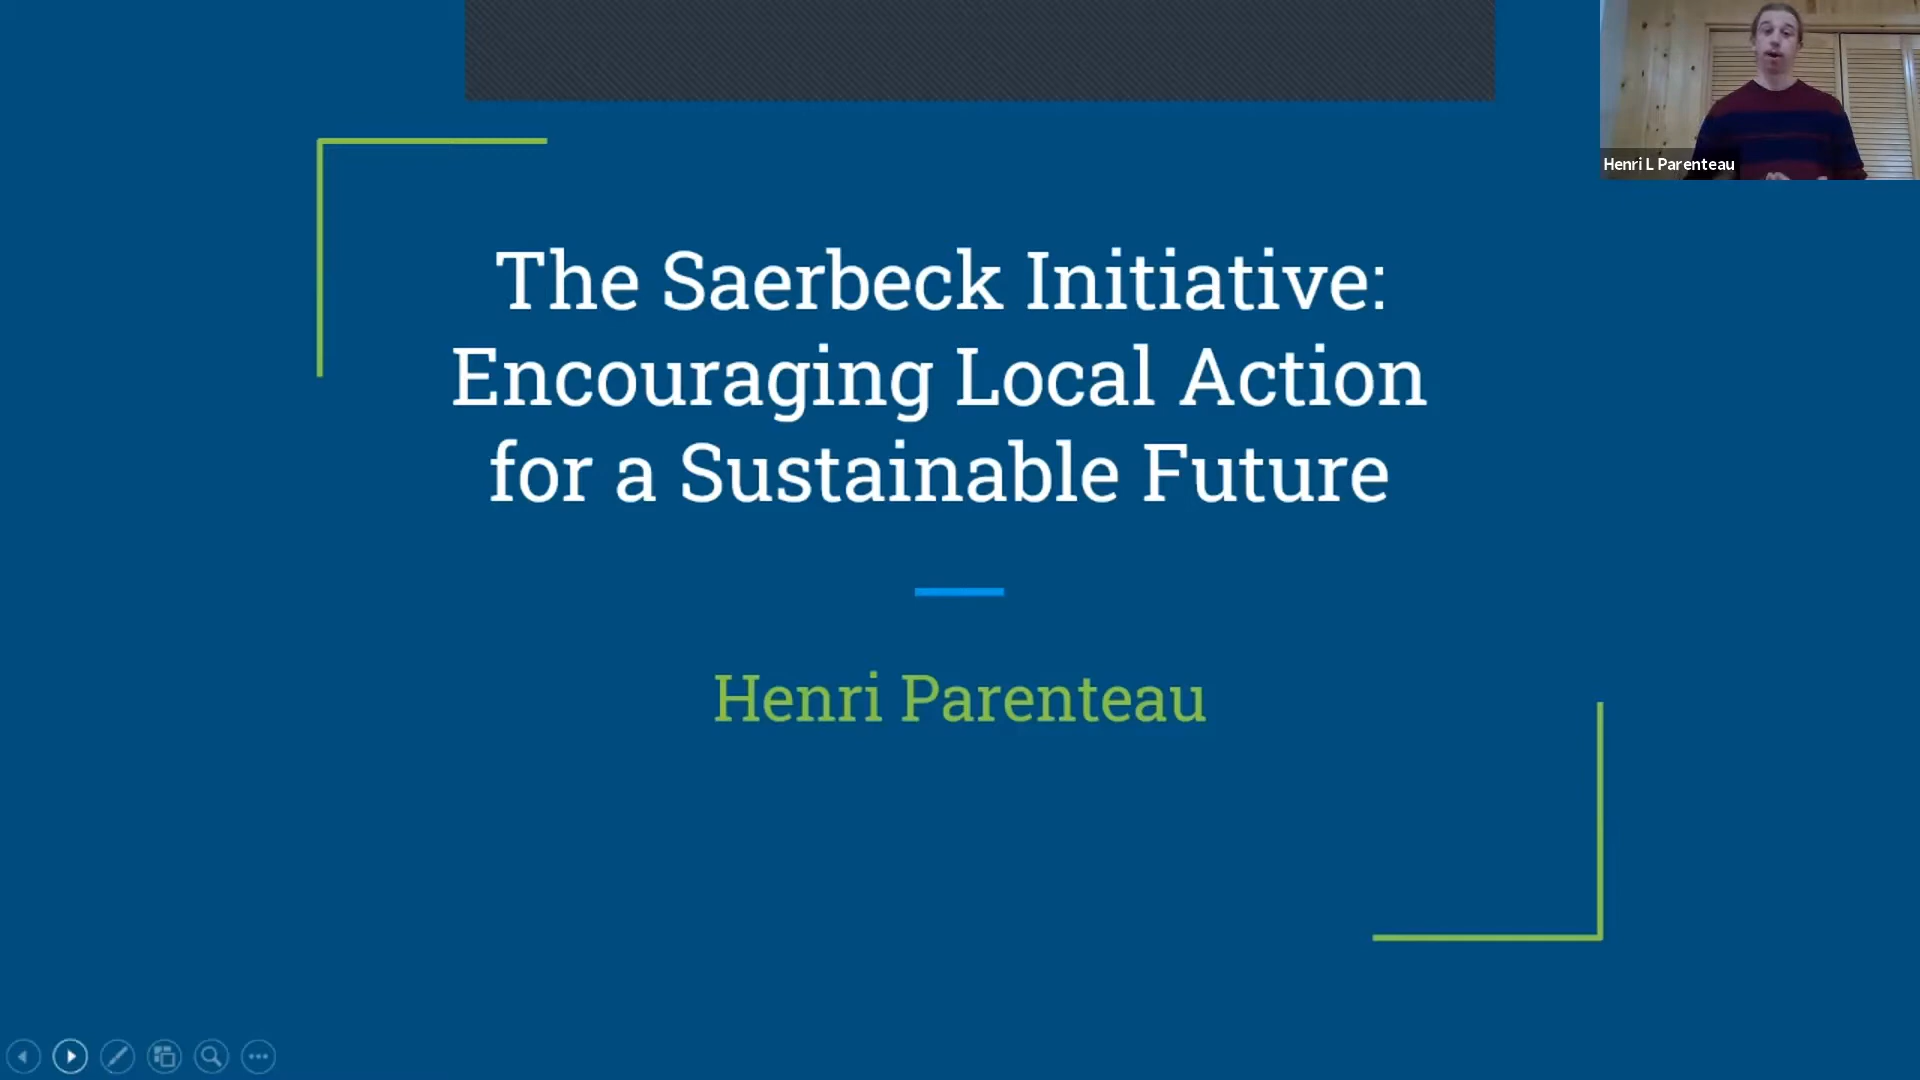 Henri L Parenteau
The Saerbeck Initiative:
Encouraging Local Action
for a Sustainable Future
Henri Parenteau